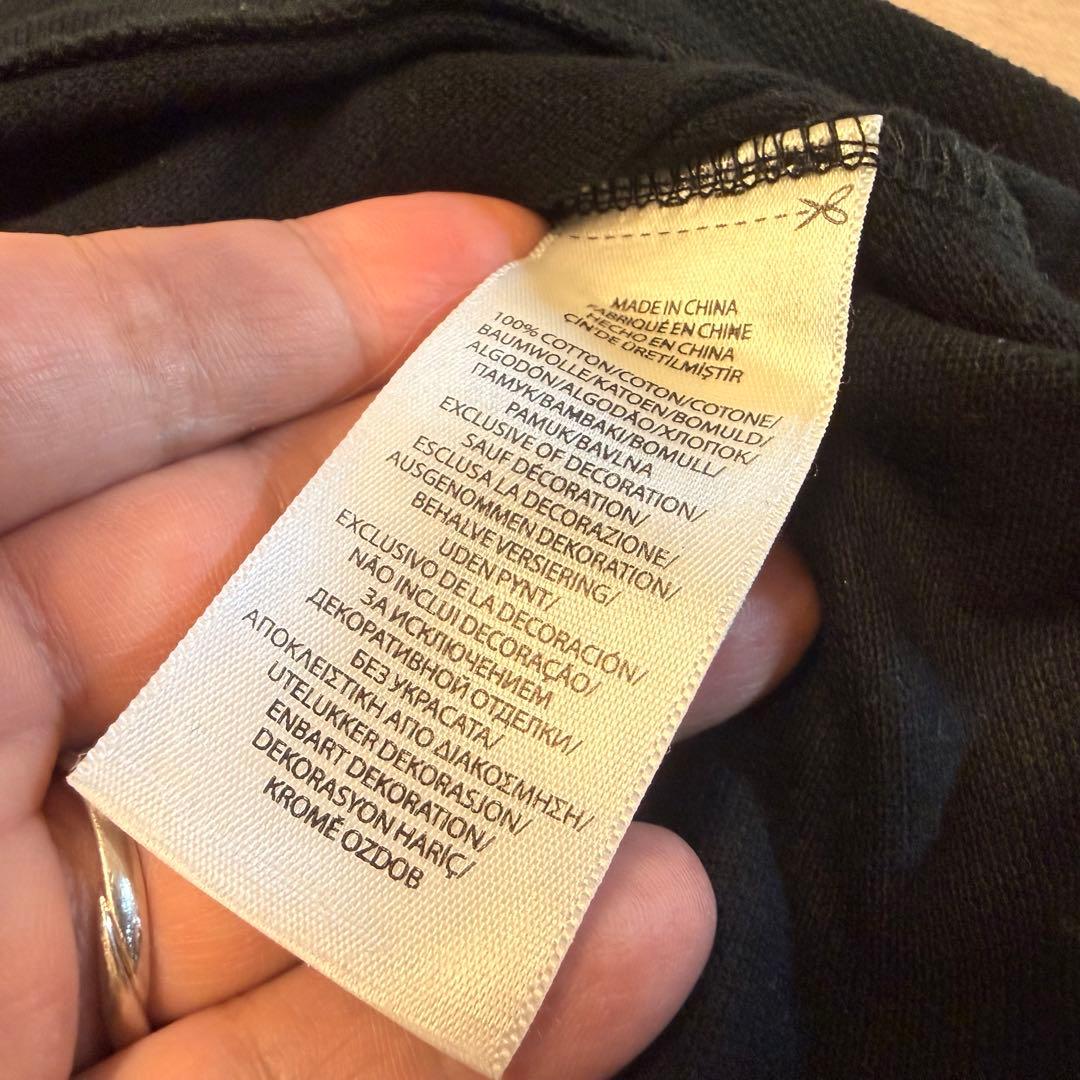 MADE IN CHINA
FABRIQUÉ EN CHINE
HECHO EN CHINA
ÇİN'DE ÜRETİLMİŞTİR
100% COTTON/COTON/COTONE/
BAUMWOLLE/KATOEN/BOMULD/
ALGODÓN/ALGODÃO/ХЛОПОК/
ПАМУК/BAMBAKI/BOMULL/
PAMUK/BAVLNA
EXCLUSIVE OF DECORATION/
SAUF DÉCORATION/
ESCLUSA LA DECORAZIONE/
AUSGENOMMEN DEKORATION/
BEHALVE VERSIERING/
UDEN PYNT/
EXCLUSIVO DE LA DECORACIÓN/
NÃO INCLUI DECORAÇÃO/
ЗА ИСКЛЮЧЕНИЕМ
ДЕКОРАТИВНОЙ ОТДЕЛКИ/
БЕЗ УКРАСАТА/
ΑΠΟΚΛΕΙΣΤΙΚΗ ΑΠΟ ΔΙΑΚΟΣΜΗΣΗ/
UTELUKKER DEKORASJON/
ENBART DEKORATION/
DEKORASYON HARIÇ/
KROMĚ OZDOB